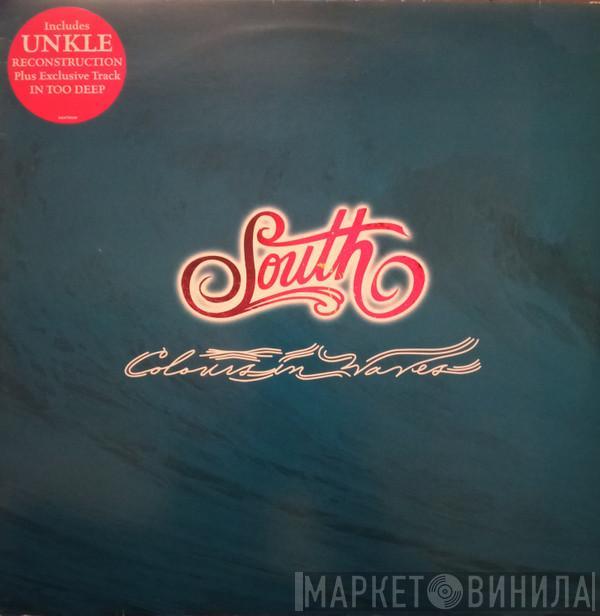 Includes
UNKLE
RECONSTRUCTION
Plus Exclusive Track
IN TOO DEEP
South
Colours in Waves
МАРКЕТ ВИНИЛА